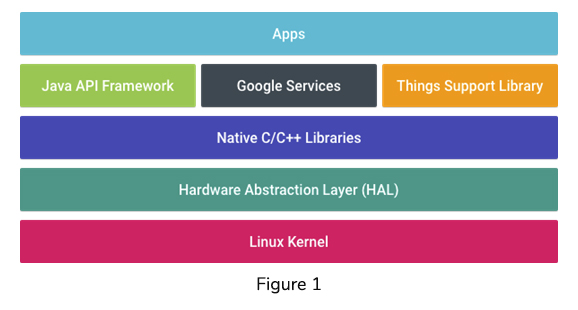 Apps
Java API Framework
Google Services
Things Support Library
Native C/C++ Libraries
Hardware Abstraction Layer (HAL)
Linux Kernel
Figure 1